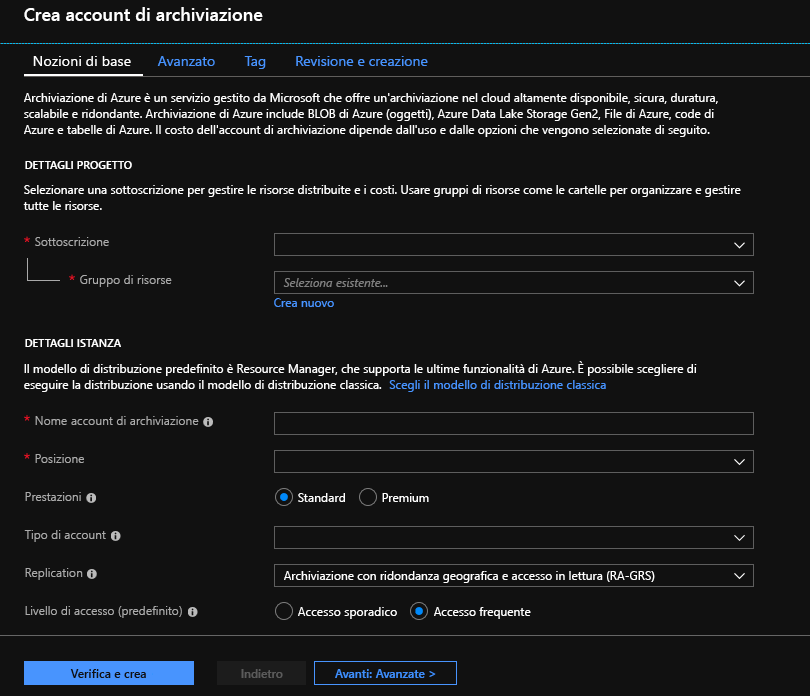 Crea account di archiviazione
Nozioni di base Avanzato Tag Revisione e creazione
Archiviazione di Azure è un servizio gestito da Microsoft che offre un'archiviazione nel cloud altamente disponibile, sicura, duratura,
scalabile e ridondante. Archiviazione di Azure include BLOB di Azure (oggetti), Azure Data Lake Storage Gen2, File di Azure, code di
Azure e tabelle di Azure. Il costo dell'account di archiviazione dipende dall'uso e dalle opzioni che vengono selezionate di seguito.
DETTAGLI PROGETTO
Selezionare una sottoscrizione per gestire le risorse distribuite e i costi. Usare gruppi di risorse come le cartelle per organizzare e gestire
tutte le risorse.
* Sottoscrizione
* Gruppo di risorse Seleziona esistente...
Crea nuovo
DETTAGLI ISTANZA
Il modello di distribuzione predefinito è Resource Manager, che supporta le ultime funzionalità di Azure. È possibile scegliere di
eseguire la distribuzione usando il modello di distribuzione classica. Scegli il modello di distribuzione classica
* Nome account di archiviazione
* Posizione
Prestazioni Standard Premium
Tipo di account
Replication Archiviazione con ridondanza geografica e accesso in lettura (RA-GRS)
Livello di accesso (predefinito) Accesso sporadico Accesso frequente
Verifica e crea Indietro Avanti: Avanzate >